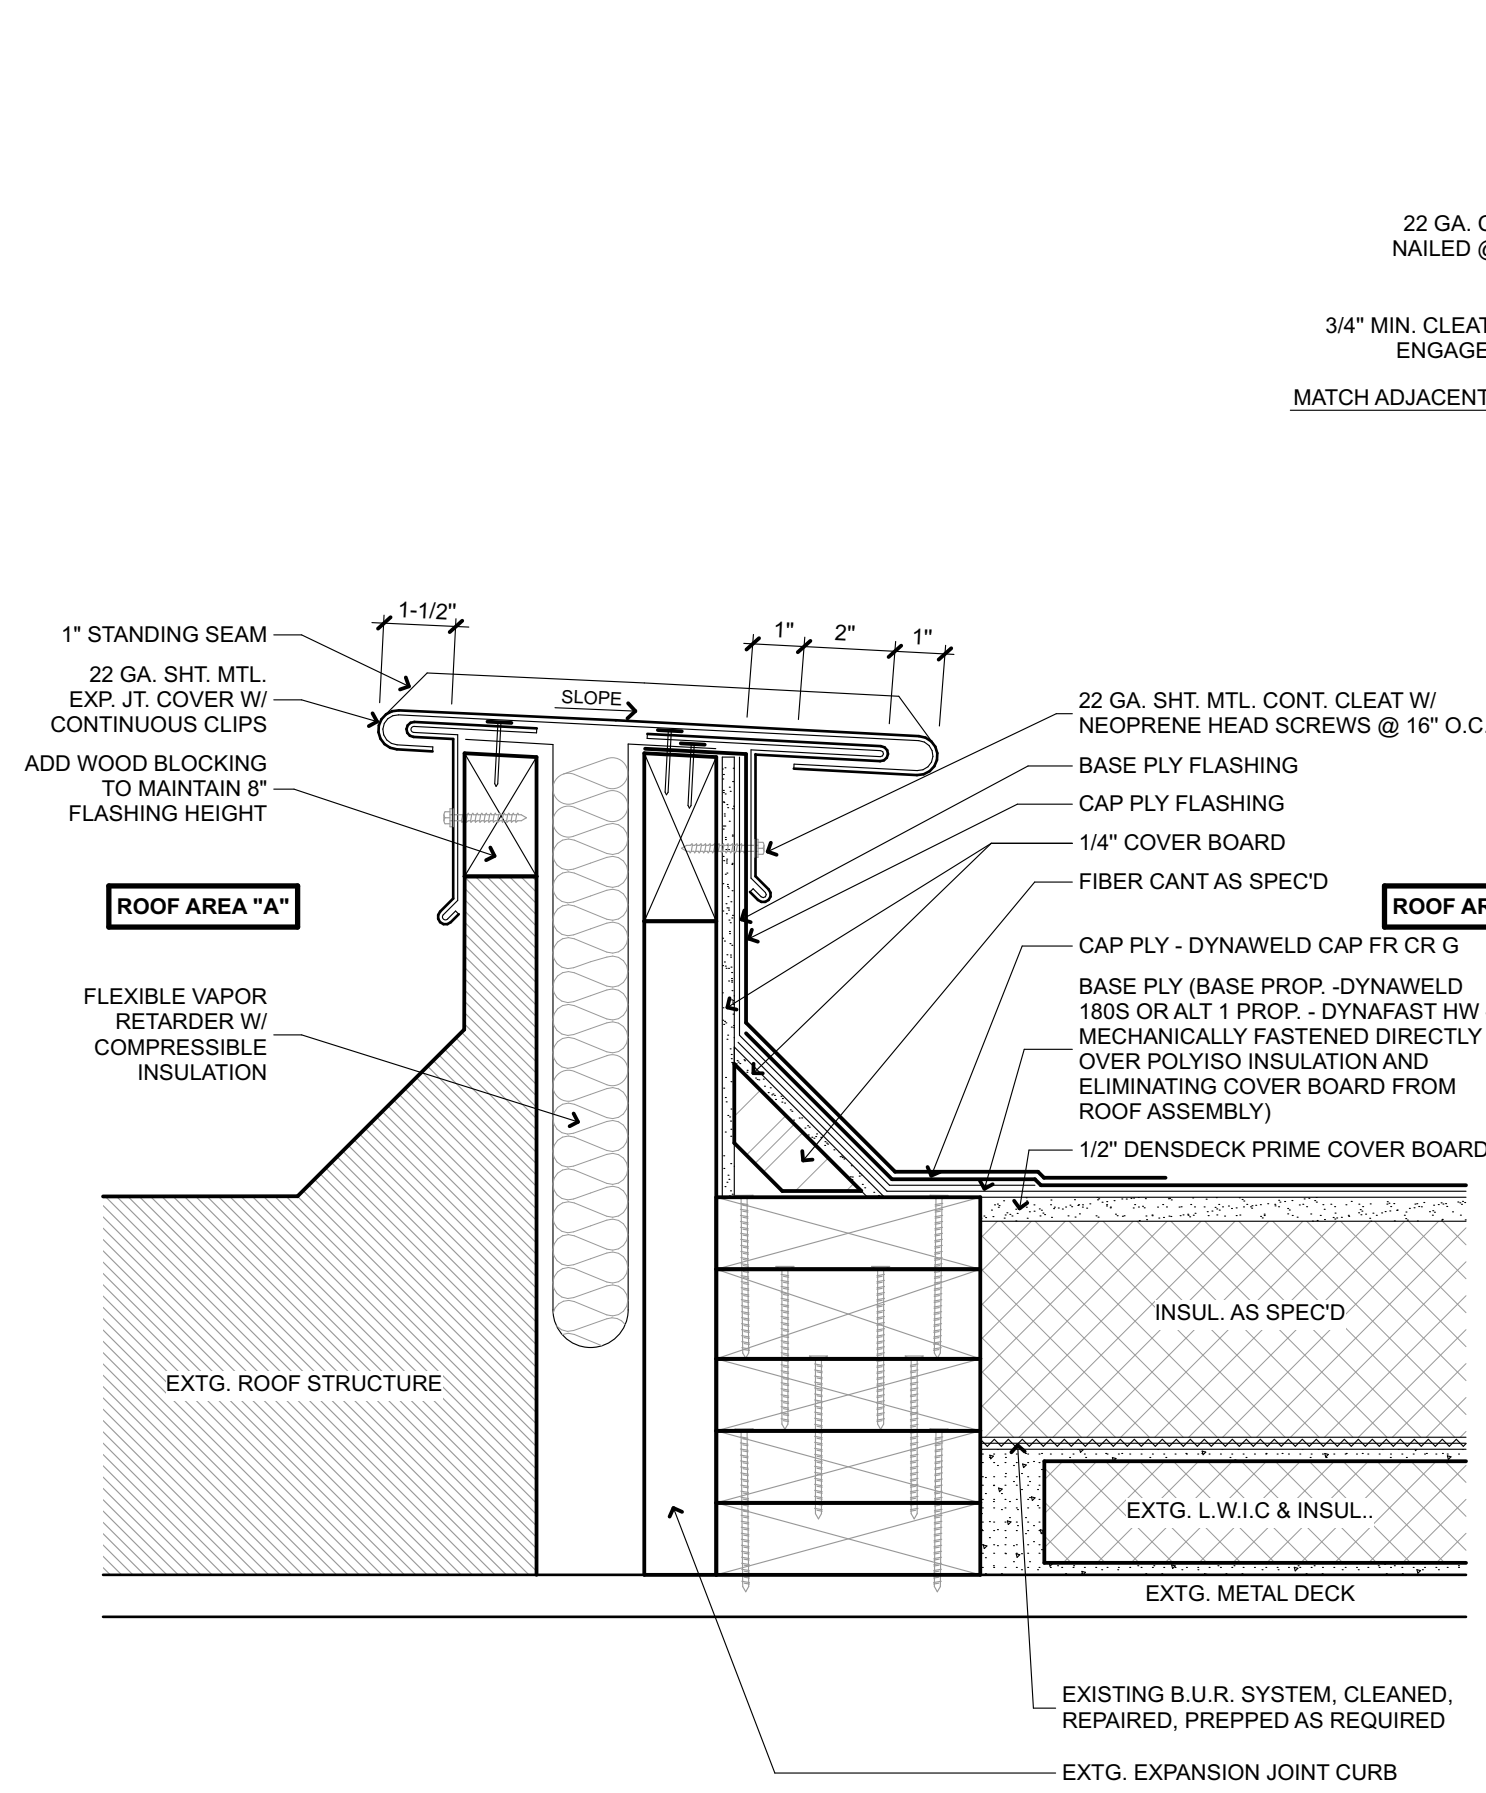 22 GA.
NAILED @
3/4" MIN. CLEAT
ENGAGE
MATCH ADJACENT
1-1/2"
1"
2"
1"
SLOPE
1" STANDING SEAM
22 GA. SHT. MTL.
EXP. JT. COVER W/
CONTINUOUS CLIPS
ADD WOOD BLOCKING
TO MAINTAIN 8"
FLASHING HEIGHT
ROOF AREA "A"
FLEXIBLE VAPOR
RETARDER W/
COMPRESSIBLE
INSULATION
EXTG. ROOF STRUCTURE
22 GA. SHT. MTL. CONT. CLEAT W/
NEOPRENE HEAD SCREWS @ 16" O.C.
BASE PLY FLASHING
CAP PLY FLASHING
1/4" COVER BOARD
FIBER CANT AS SPEC'D
ROOF
CAP PLY - DYNAWELD CAP FR CR G
BASE PLY (BASE PROP. -DYNAWELD
180S OR ALT 1 PROP. - DYNAFAST HW
MECHANICALLY FASTENED DIRECTLY
OVER POLYISO INSULATION AND
ELIMINATING COVER BOARD FROM
ROOF ASSEMBLY)
1/2" DENSDECK PRIME COVER BOARD
INSUL. AS SPEC'D
EXTG. L.W.I.C & INSUL..
EXTG. METAL DECK
EXISTING B.U.R. SYSTEM, CLEANED,
REPAIRED, PREPPED AS REQUIRED
EXTG. EXPANSION JOINT CURB